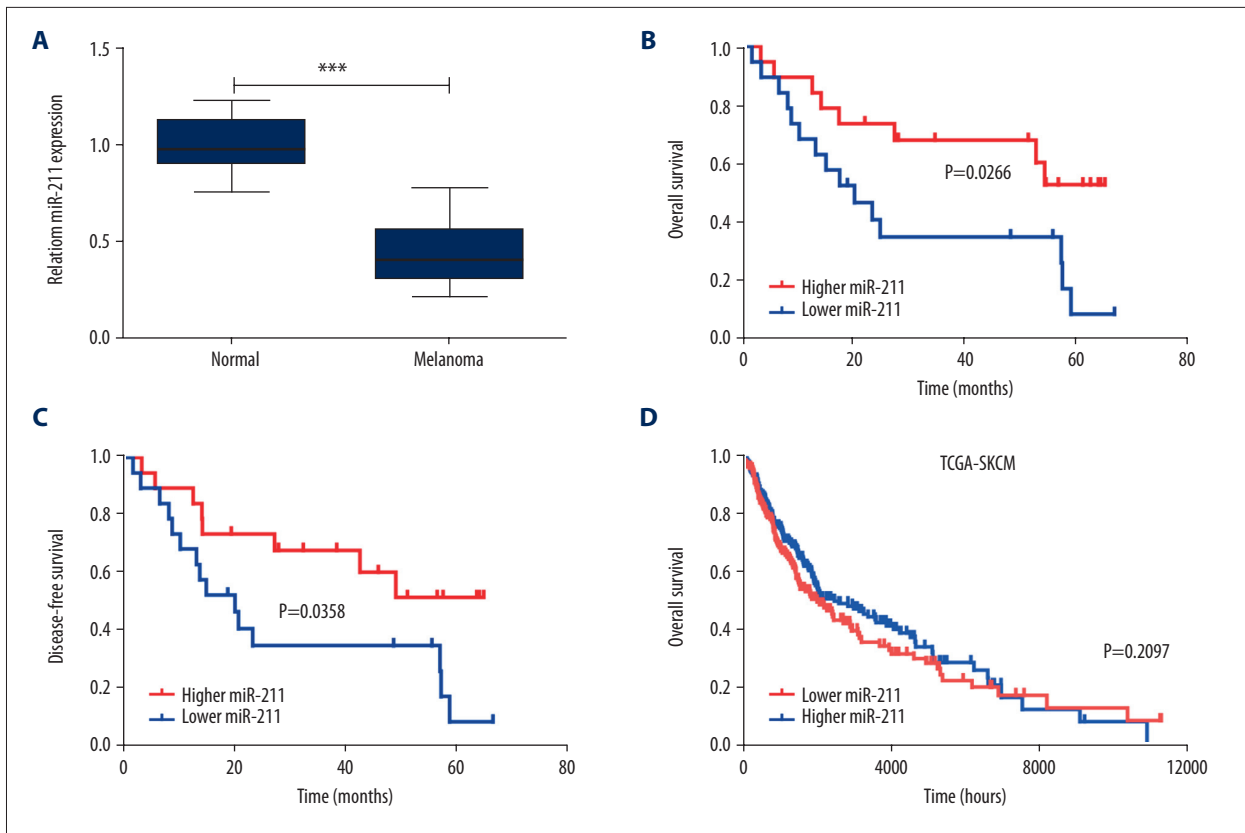 A
1.5
1.0
0.5
0.0
Relatiom miR-211 expression
***
Normal
Melanoma
B
1.0
0.8
0.6
0.4
0.2
0.0
Overall survival
P=0.0266
Higher miR-211
Lower miR-211
0
20
40
60
80
Time (months)
C
1.0
0.8
0.6
0.4
0.2
0.0
Disease-free survival
P=0.0358
Higher miR-211
Lower miR-211
0
20
40
60
80
Time (months)
D
1.0
0.8
0.6
0.4
0.2
0.0
Overall survival
TCGA-SKCM
P=0.2097
Lower miR-211
Higher miR-211
0
4000
8000
12000
Time (hours)